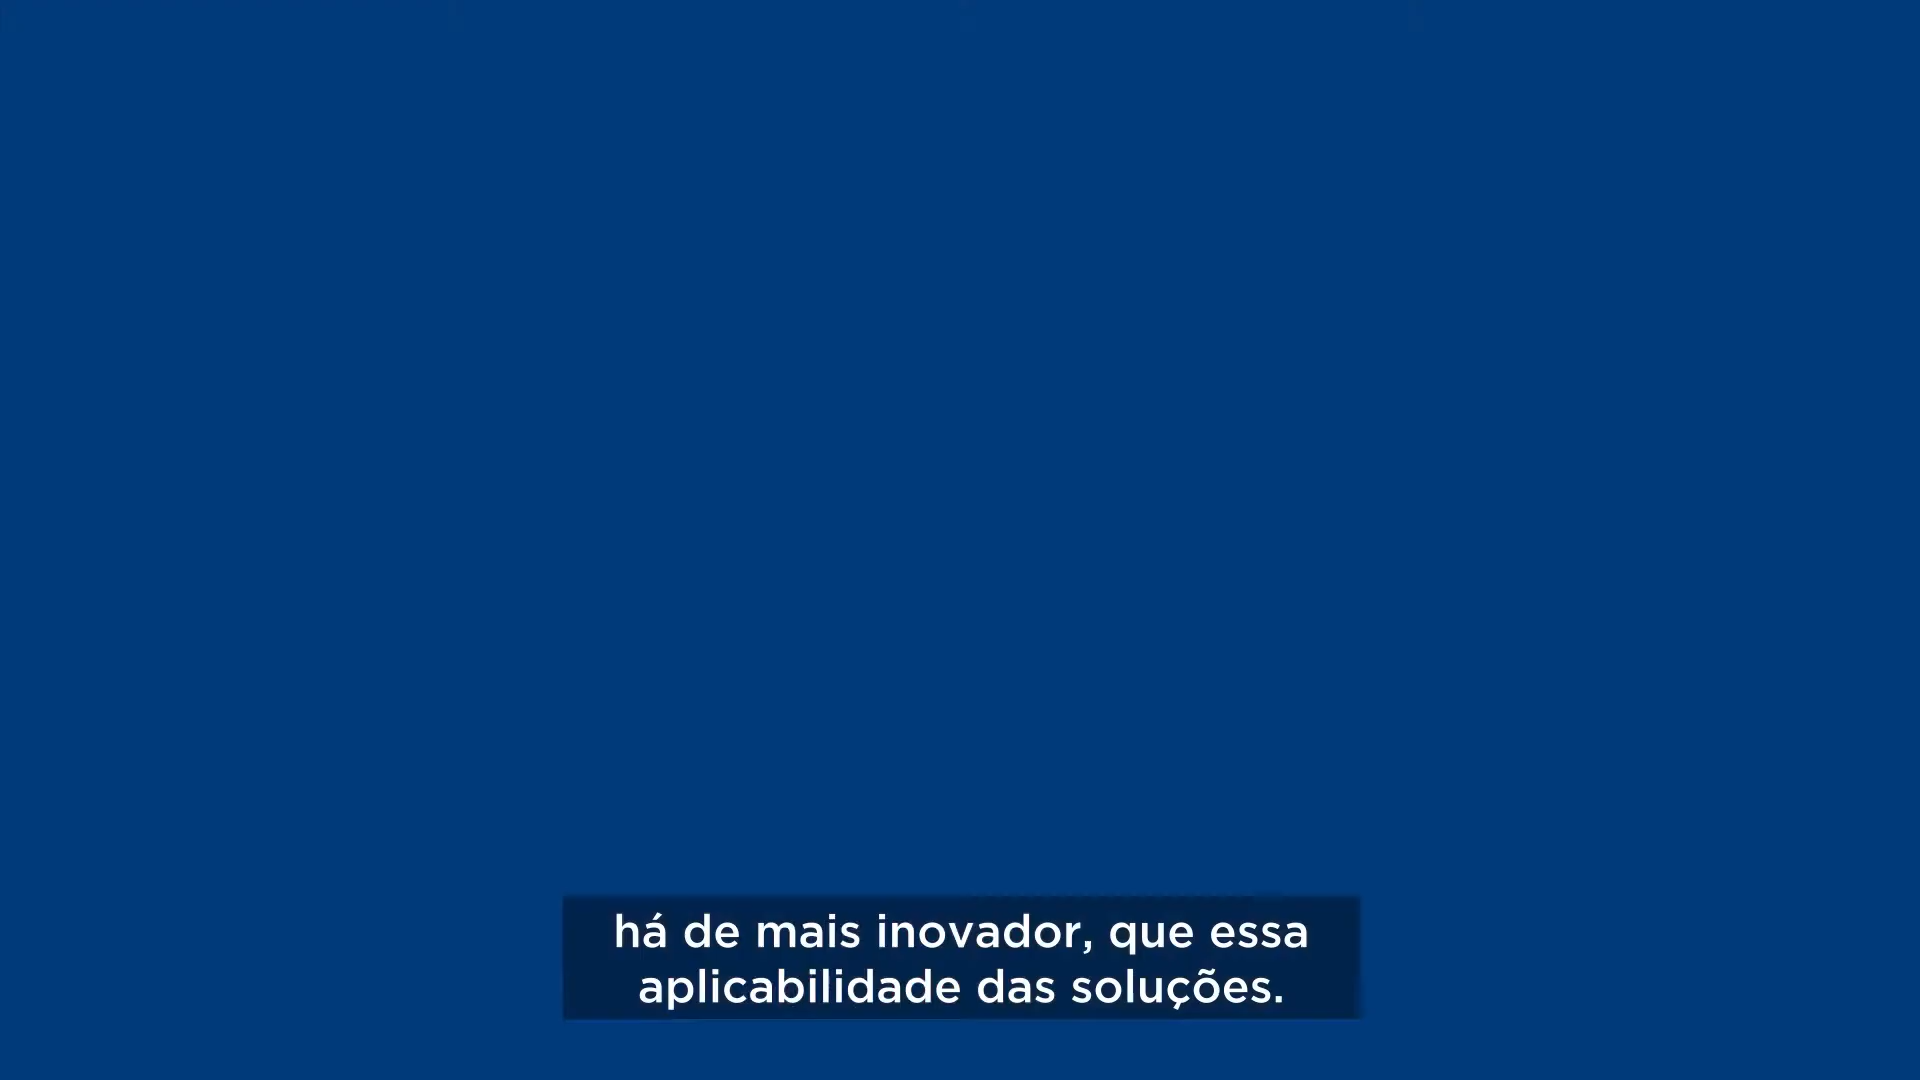 há de mais inovador, que essa
aplicabilidade das soluções.